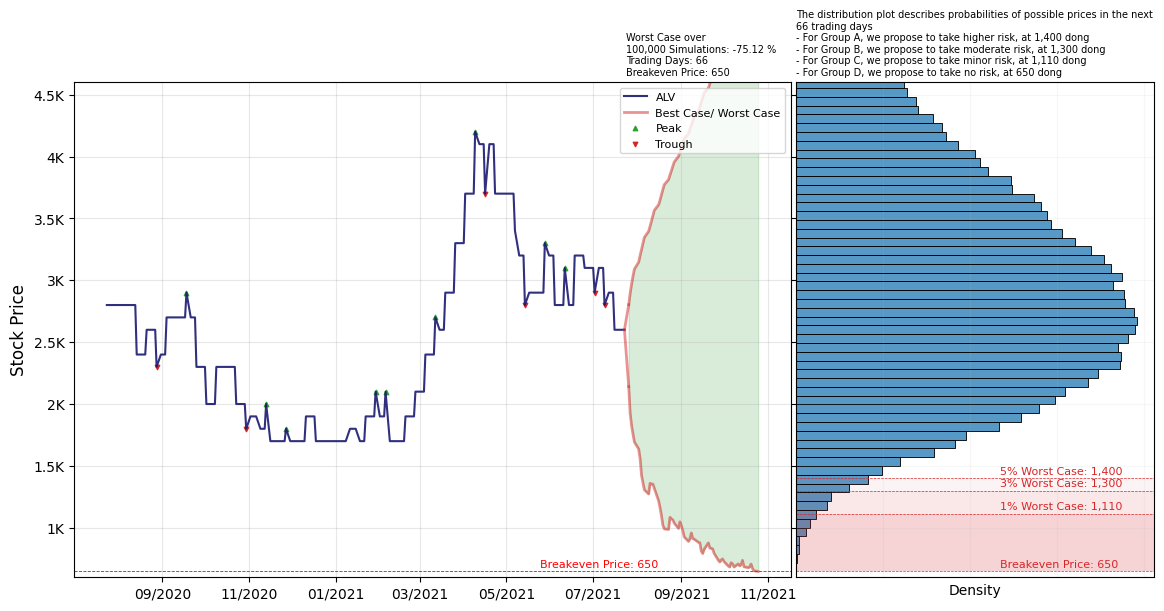 The distribution plot describes probabilities of possible prices in the next
66 trading days
- For Group A, we propose to take higher risk, at 1,400 dong
- For Group B, we propose to take moderate risk, at 1,300 dong
- For Group C, we propose to take minor risk, at 1,110 dong
- For Group D, we propose to take no risk, at 650 dong
Worst Case over
100,000 Simulations: -75.12 %
Trading Days: 66
Breakeven Price: 650
ALV
Best Case/ Worst Case
Peak
Trough
Stock Price
4.5K
4K
3.5K
3K
2.5K
2K
1.5K
1K
Breakeven Price: 650
09/2020
11/2020
01/2021
03/2021
05/2021
07/2021
09/2021
11/2021
5% Worst Case: 1,400
3% Worst Case: 1,300
1% Worst Case: 1,110
Breakeven Price: 650
Density